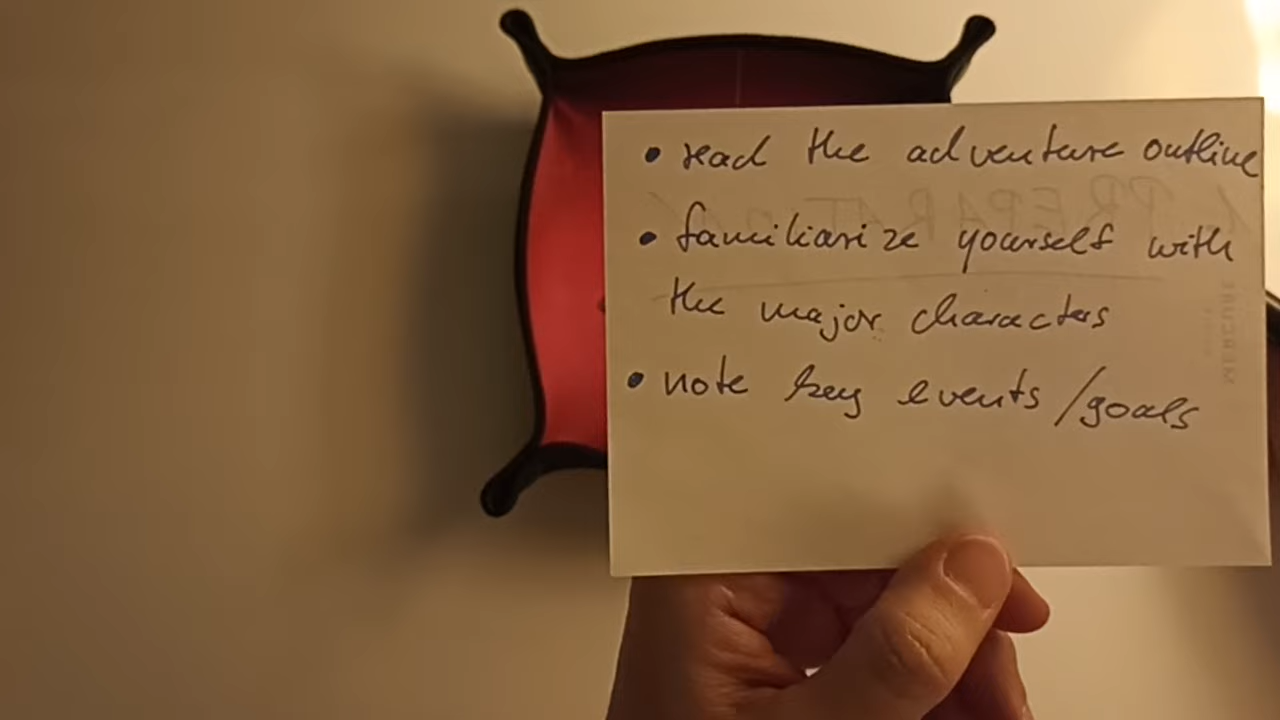 • read the adventure outline
• familiarize yourself with
the major characters
• note key events/goals